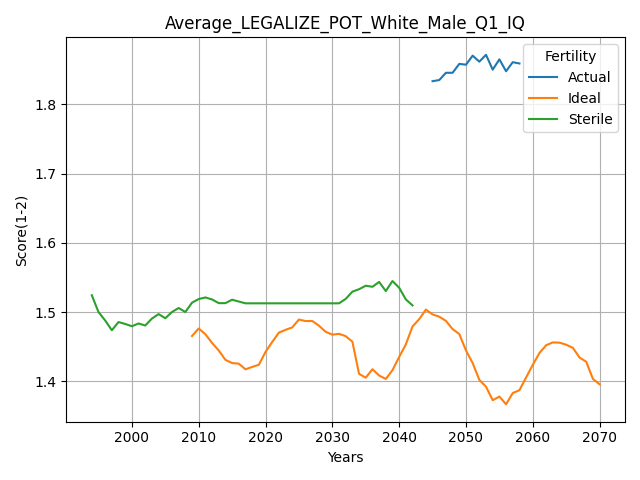 Average_LEGALIZE_POT_White_Male_Q1_IQ
Fertility
Actual
Ideal
Sterile
Score(1-2)
1.8
1.7
1.6
1.5
1.4
2000 2010 2020 2030 2040 2050 2060 2070
Years